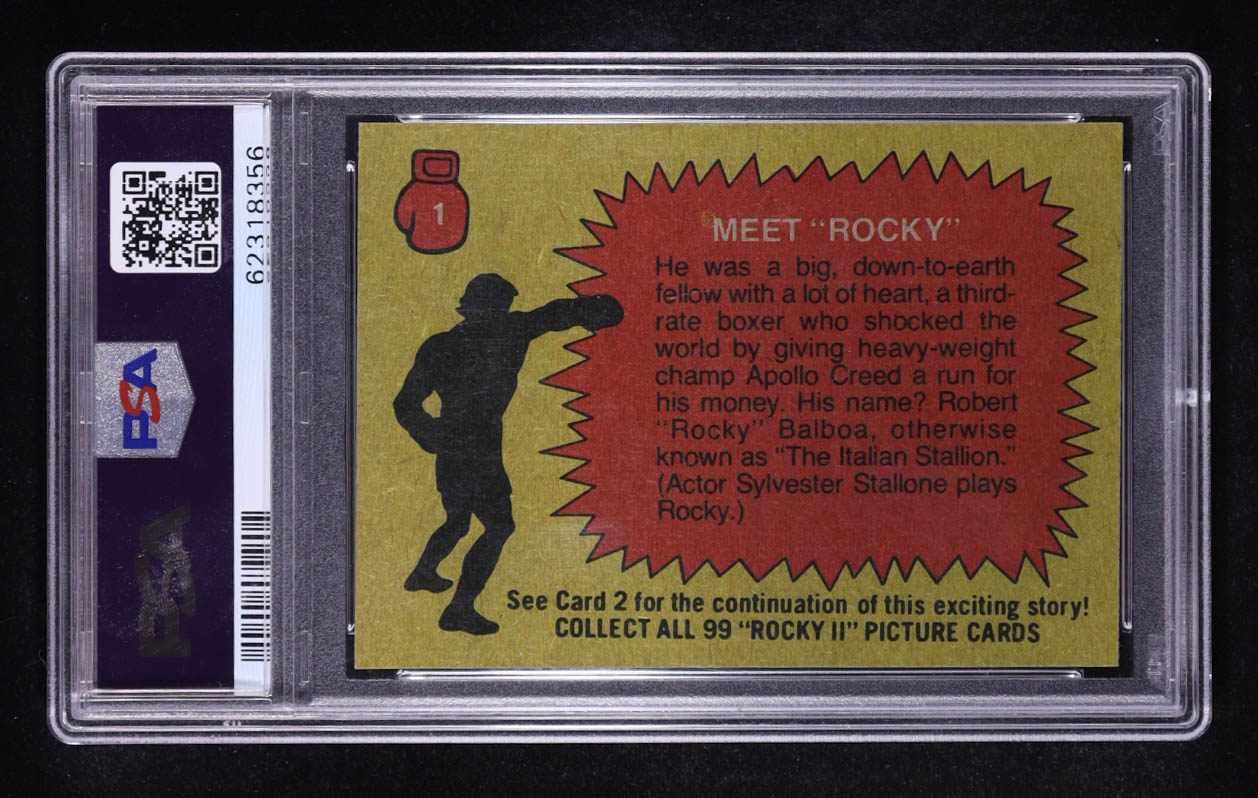 1
MEET “ROCKY”
He was a big, down-to-earth
fellow with a lot of heart, a third-
rate boxer who shocked the
world by giving heavy-weight
champ Apollo Creed a run for
his money. His name? Robert
“Rocky” Balboa, otherwise
known as “The Italian Stallion.”
(Actor Sylvester Stallone plays
Rocky.)
See Card 2 for the continuation of this exciting story!
COLLECT ALL 99 “ROCKY II” PICTURE CARDS
62318356
PSA
PSA
PSA